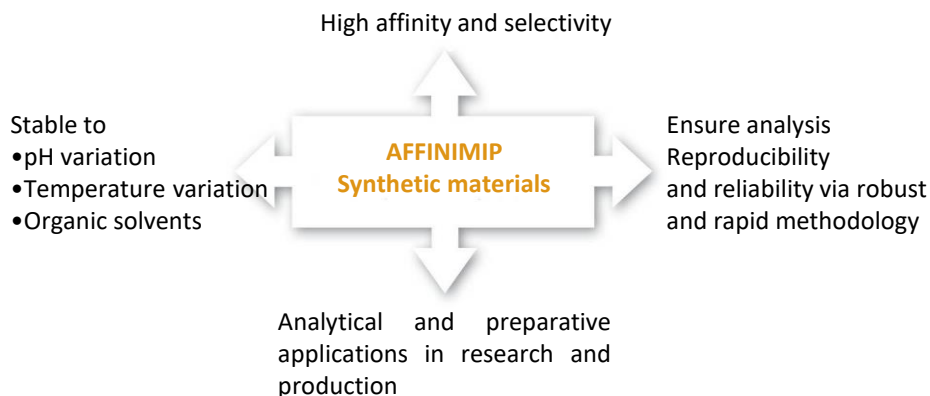 High affinity and selectivity
Stable to
•pH variation
•Temperature variation
•Organic solvents
AFFINIMIP
Synthetic materials
Ensure analysis
Reproducibility
and reliability via robust
and rapid methodology
Analytical and preparative
applications in research and
production